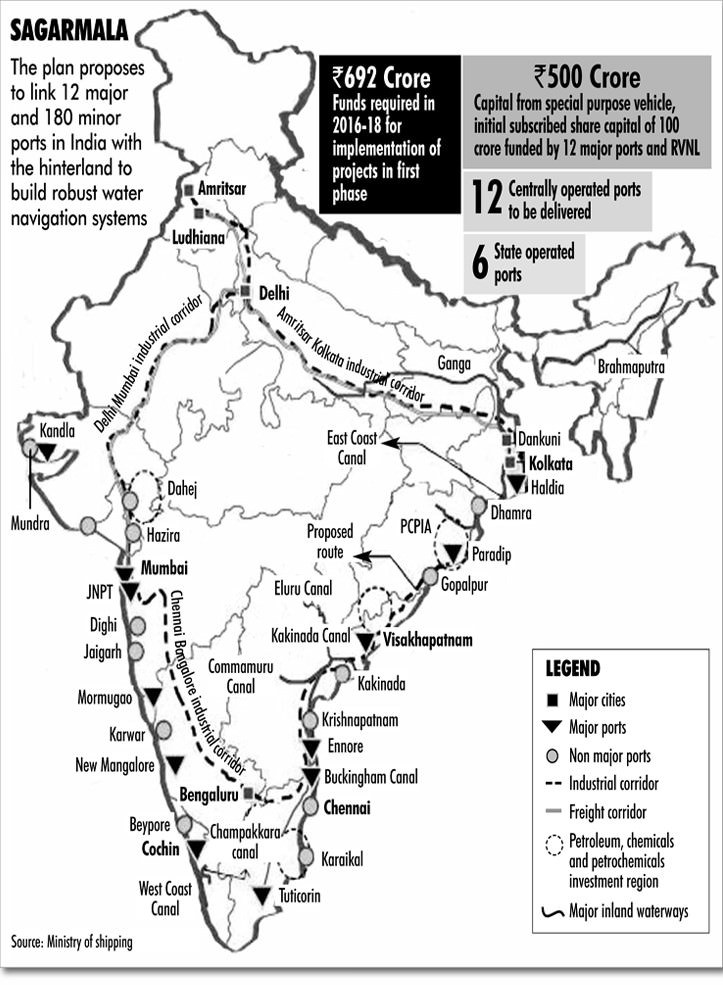 SAGARMALA
The plan proposes
to link 12 major
and 180 minor
ports in India with
the hinterland to
build robust water
navigation systems
₹692 Crore
Funds required in
2016-18 for
implementation of
projects in first
phase
₹500 Crore
Capital from special purpose vehicle,
initial subscribed share capital of 100
crore funded by 12 major ports and RVNL
12 Centrally operated ports
to be delivered
6 State operated
ports
Amritsar
Ludhiana
Delhi
Delhi Mumbai industrial corridor
Amritsar Kolkata industrial corridor
Ganga
Brahmaputra
Kandla
East Coast
Canal
Dankuni
Kolkata
Haldia
Dahej
Mundra
Hazira
Dhamra
PCPIA
Proposed
route
Paradip
Mumbai
JNPT
Eluru Canal
Gopalpur
Chennai Bangalore industrial corridor
Dighi
Jaigarh
Kakinada Canal
Visakhapatnam
Commamuru
Canal
Kakinada
Mormugao
Karwar
Krishnapatnam
Ennore
New Mangalore
Buckingham Canal
Bengaluru
Chennai
Beypore
Champakkara
canal
Cochin
Karaikal
West Coast
Canal
Tuticorin
LEGEND
Major cities
Major ports
Non major ports
Industrial corridor
Freight corridor
Petroleum, chemicals
and petrochemicals
investment region
Major inland waterways
Source: Ministry of shipping